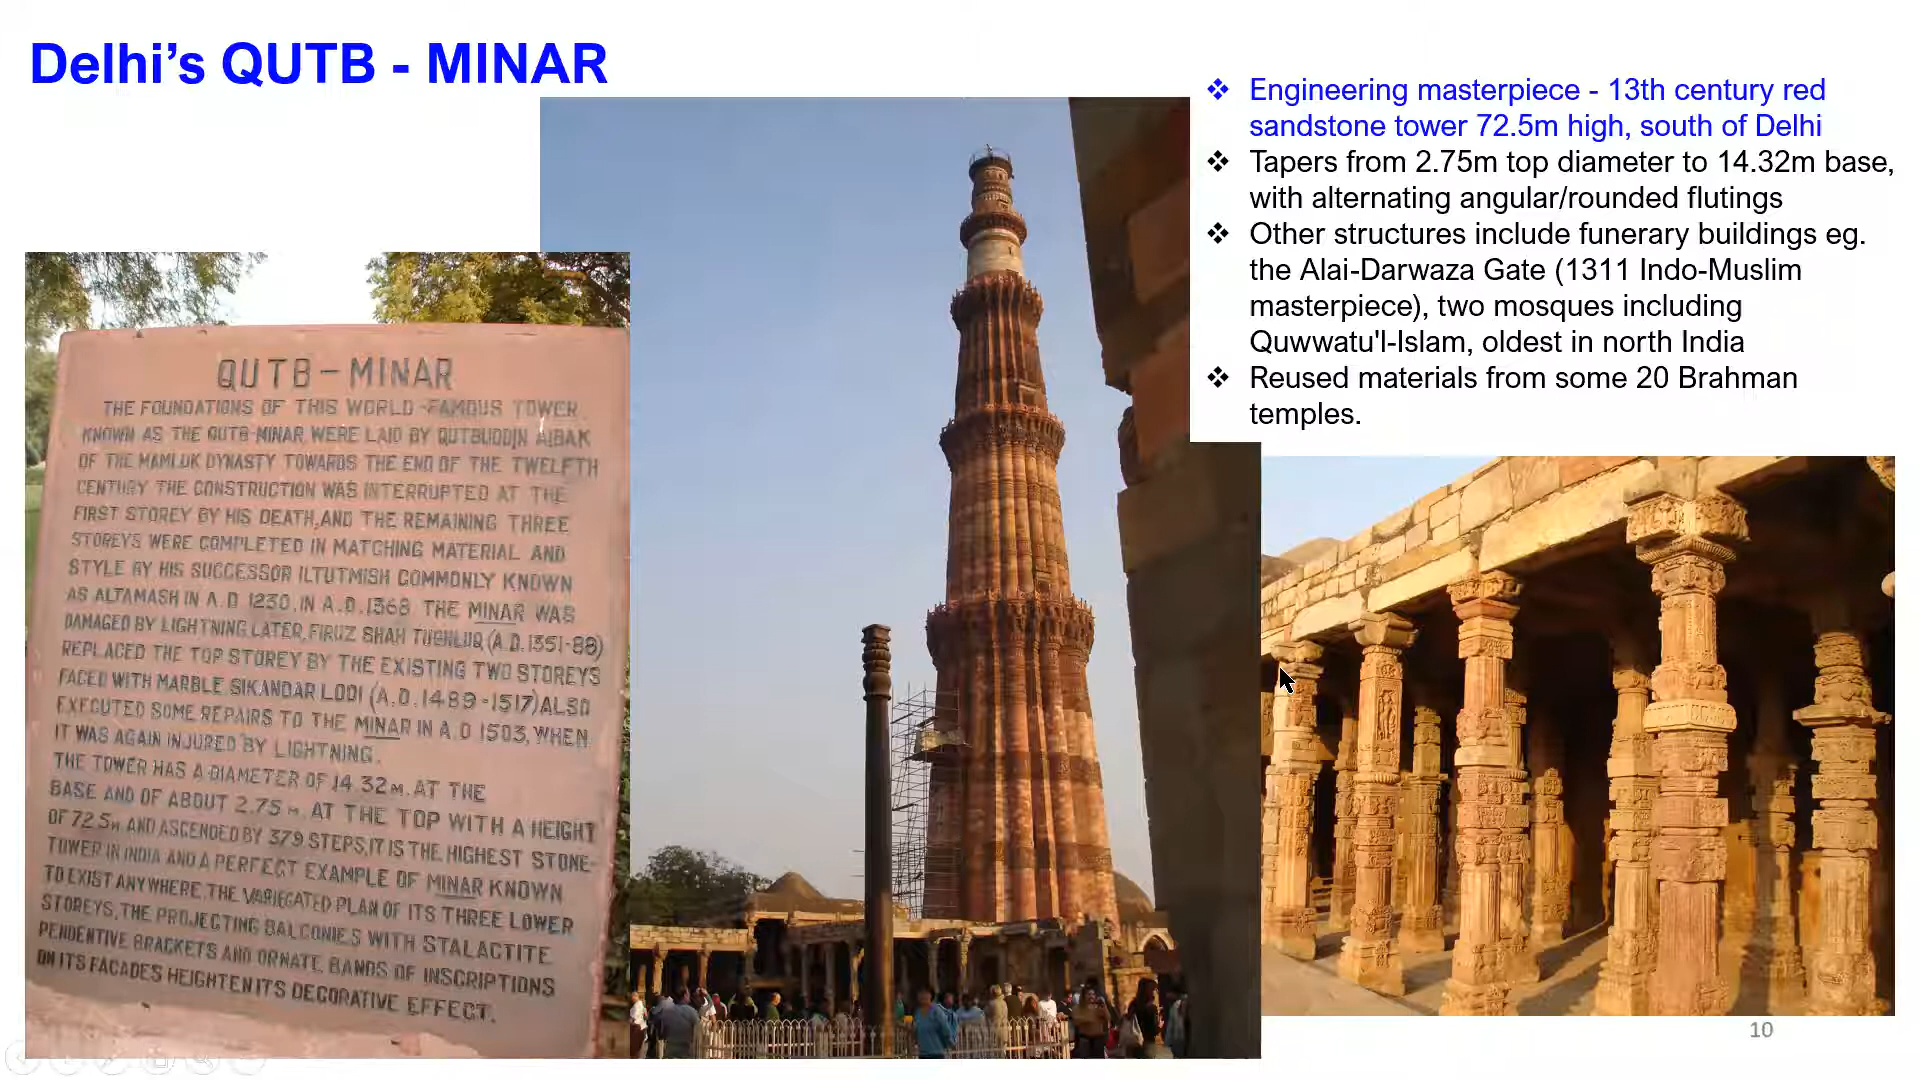 Delhi’s QUTB - MINAR
❖ Engineering masterpiece - 13th century red
sandstone tower 72.5m high, south of Delhi
❖ Tapers from 2.75m top diameter to 14.32m base,
with alternating angular/rounded flutings
❖ Other structures include funerary buildings eg.
the Alai-Darwaza Gate (1311 Indo-Muslim
masterpiece), two mosques including
Quwwatu'l-Islam, oldest in north India
❖ Reused materials from some 20 Brahman
temples.
QUTB - MINAR
THE FOUNDATIONS OF THIS WORLD-FAMOUS TOWER
KNOWN AS THE QUTB-MINAR WERE LAID BY QUTBUDDIN AIBAK
OF THE MAMLUK DYNASTY TOWARDS THE END OF THE TWELFTH
CENTURY THE CONSTRUCTION WAS INTERRUPTED AT THE
FIRST STOREY BY HIS DEATH, AND THE REMAINING THREE
STOREYS WERE COMPLETED IN MATCHING MATERIAL AND
STYLE BY HIS SUCCESSOR ILTUTMISH COMMONLY KNOWN
AS ALTAMASH IN A.D 1230. IN A.D. 1368 THE MINAR WAS
DAMAGED BY LIGHTNING LATER, FIRUZ SHAH TUGHLUQ (A.D. 1351-88)
REPLACED THE TOP STOREY BY THE EXISTING TWO STOREYS
FACED WITH MARBLE. SIKANDAR LODI (A.D. 1489-1517) ALSO
EXECUTED SOME REPAIRS TO THE MINAR IN A.D 1503, WHEN
IT WAS AGAIN INJURED BY LIGHTNING.
THE TOWER HAS A DIAMETER OF 14.32 M. AT THE
BASE AND OF ABOUT 2.75 M. AT THE TOP WITH A HEIGHT
OF 72.5M AND ASCENDED BY 379 STEPS, IT IS THE HIGHEST STONE-
TOWER IN INDIA AND A PERFECT EXAMPLE OF MINAR KNOWN
TO EXIST ANYWHERE. THE VARIEGATED PLAN OF ITS THREE LOWER
STOREYS, THE PROJECTING BALCONIES WITH STALACTITE
PENDENTIVE BRACKETS AND ORNATE BANDS OF INSCRIPTIONS
ON ITS FACADES HEIGHTEN ITS DECORATIVE EFFECT.
10